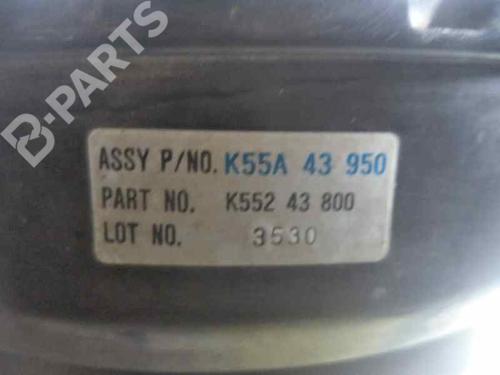 B-PARTS
ASSY P/NO. K55A 43 950
PART NO. K552 43 800
LOT NO. 3530